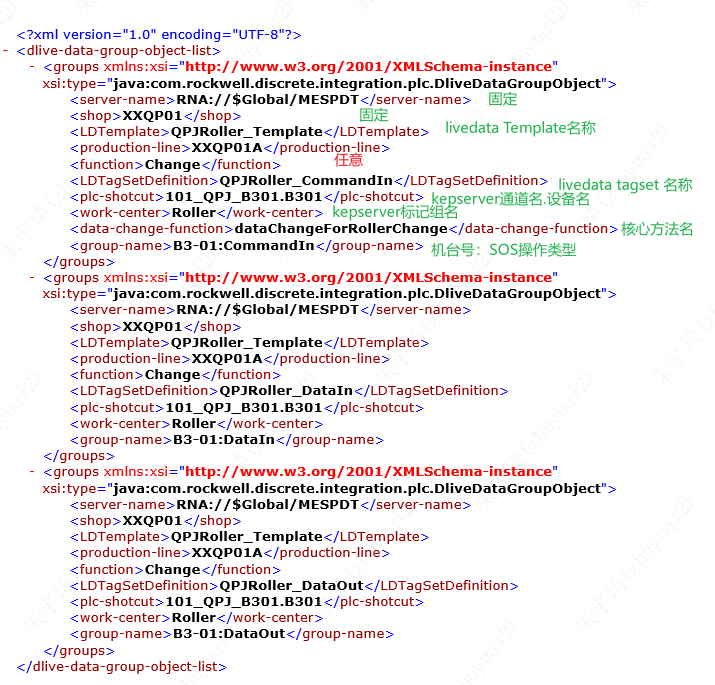 <?xml version="1.0" encoding="UTF-8"?>
- <dlive-data-group-object-list>
- <groups xmlns:xsi="http://www.w3.org/2001/XMLSchema-instance"
xsi:type="java:com.rockwell.discrete.integration.plc.DliveDataGroupObject">
<server-name>RNA://$Global/MESPDT</server-name> 固定
<shop>XXQP01</shop> 固定
<LDTemplate>QPJRoller_Template</LDTemplate> livedata Template名称
<production-line>XXQP01A</production-line>
<function>Change</function> 任意
<LDTagSetDefinition>QPJRoller_CommandIn</LDTagSetDefinition> livedata tagset 名称
<plc-shotcut>101_QPJ_B301.B301</plc-shotcut> kepserver通道名.设备名
<work-center>Roller</work-center> kepserver标记组名
<data-change-function>dataChangeForRollerChange</data-change-function> 核心方法名
<group-name>B3-01:CommandIn</group-name> 机台号：SOS操作类型
</groups>
- <groups xmlns:xsi="http://www.w3.org/2001/XMLSchema-instance"
xsi:type="java:com.rockwell.discrete.integration.plc.DliveDataGroupObject">
<server-name>RNA://$Global/MESPDT</server-name>
<shop>XXQP01</shop>
<LDTemplate>QPJRoller_Template</LDTemplate>
<production-line>XXQP01A</production-line>
<function>Change</function>
<LDTagSetDefinition>QPJRoller_DataIn</LDTagSetDefinition>
<plc-shotcut>101_QPJ_B301.B301</plc-shotcut>
<work-center>Roller</work-center>
<group-name>B3-01:DataIn</group-name>
</groups>
- <groups xmlns:xsi="http://www.w3.org/2001/XMLSchema-instance"
xsi:type="java:com.rockwell.discrete.integration.plc.DliveDataGroupObject">
<server-name>RNA://$Global/MESPDT</server-name>
<shop>XXQP01</shop>
<LDTemplate>QPJRoller_Template</LDTemplate>
<production-line>XXQP01A</production-line>
<function>Change</function>
<LDTagSetDefinition>QPJRoller_DataOut</LDTagSetDefinition>
<plc-shotcut>101_QPJ_B301.B301</plc-shotcut>
<work-center>Roller</work-center>
<group-name>B3-01:DataOut</group-name>
</groups>
</dlive-data-group-object-list>